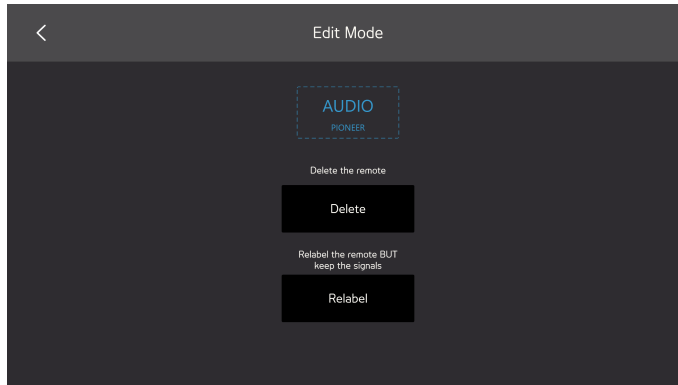 Edit Mode
AUDIO
PIONEER
Delete the remote
Delete
Relabel the remote BUT
keep the signals
Relabel